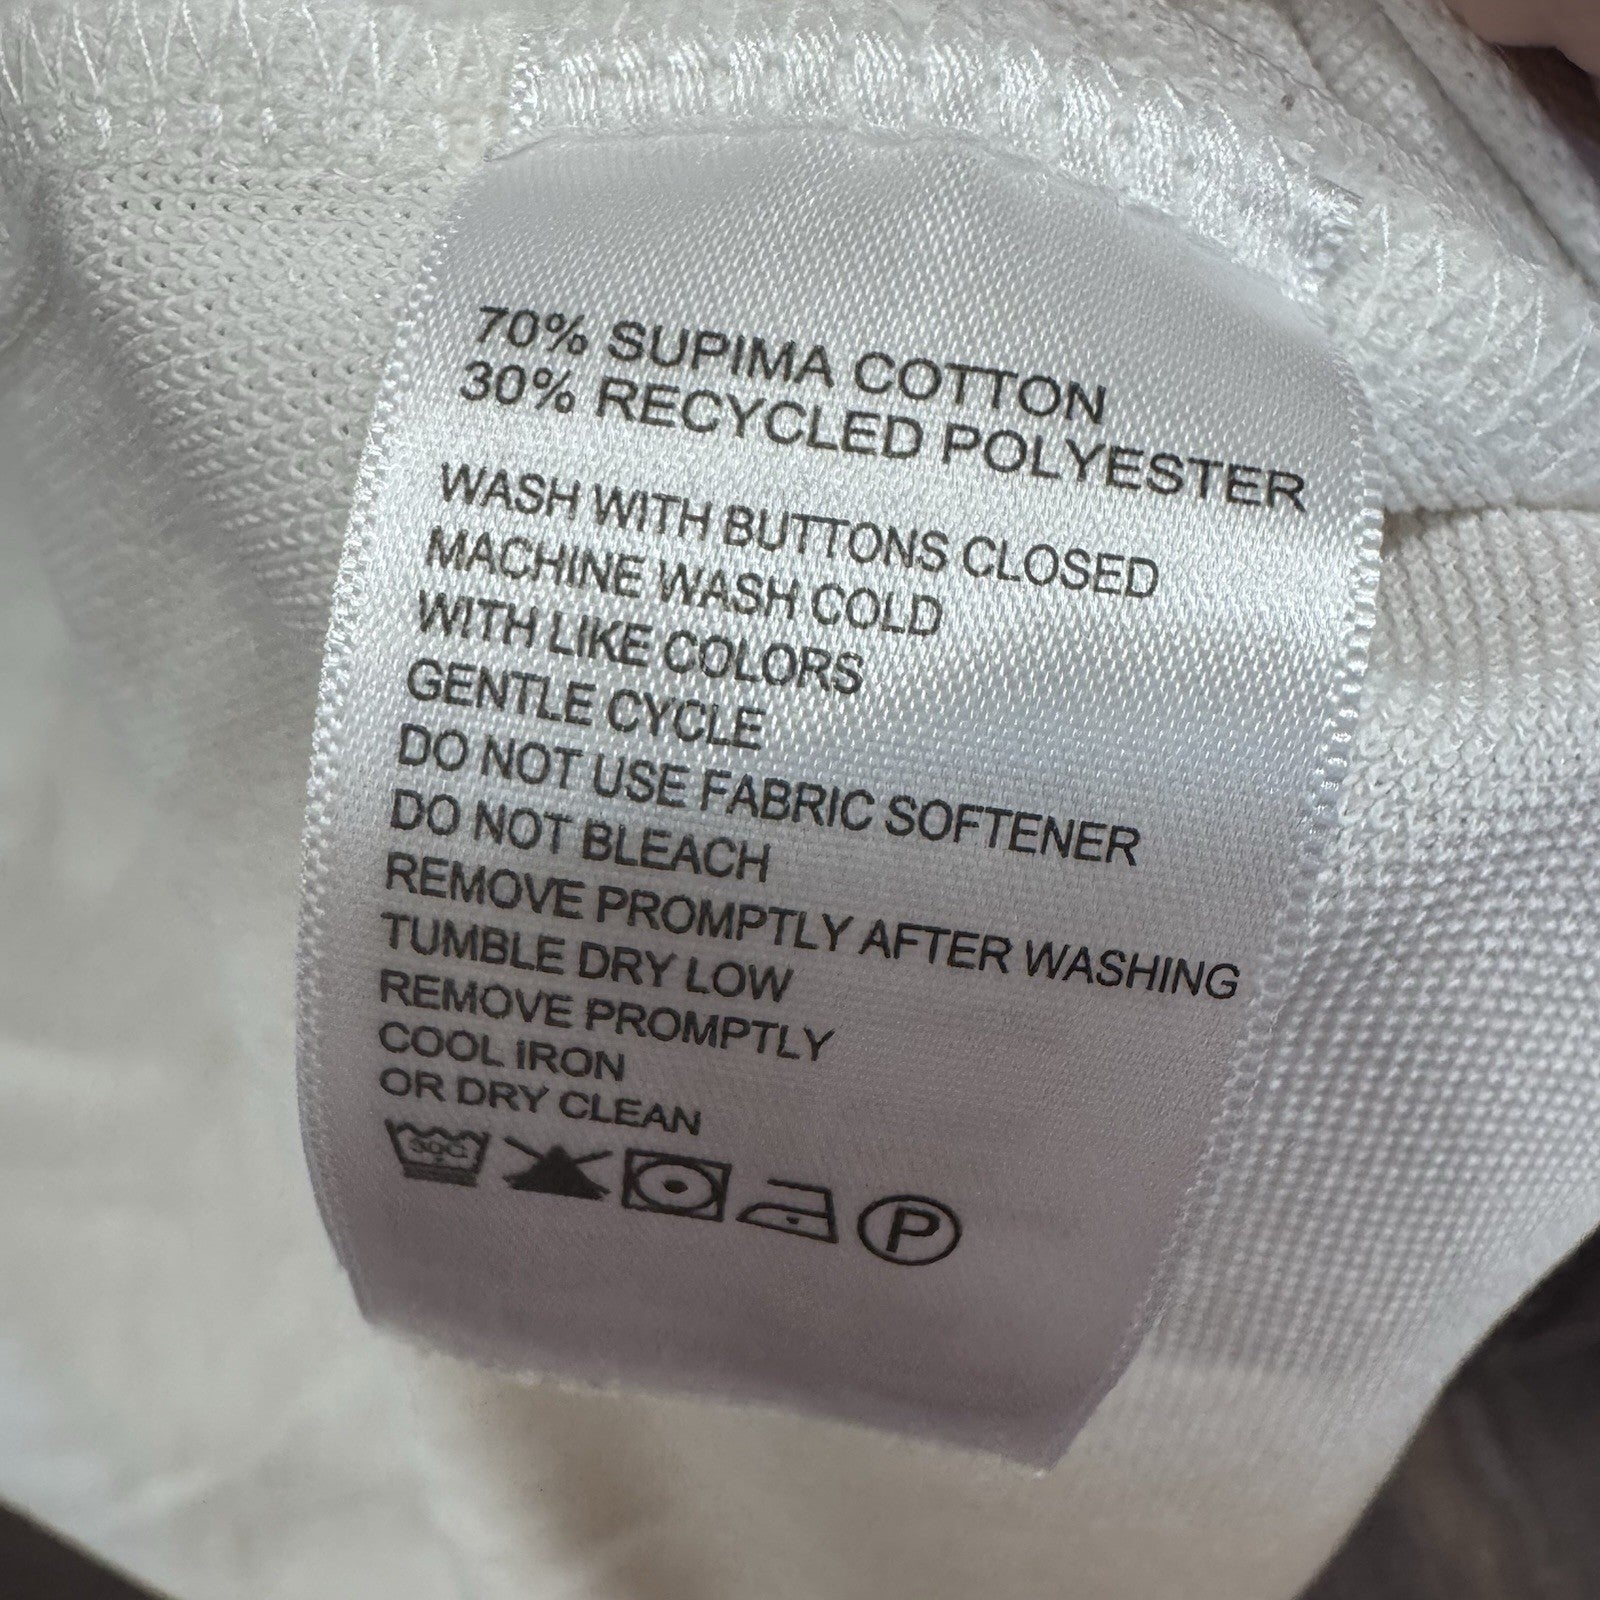 70% SUPIMA COTTON
30% RECYCLED POLYESTER
WASH WITH BUTTONS CLOSED
MACHINE WASH COLD
WITH LIKE COLORS
GENTLE CYCLE
DO NOT USE FABRIC SOFTENER
DO NOT BLEACH
REMOVE PROMPTLY AFTER WASHING
TUMBLE DRY LOW
REMOVE PROMPTLY
COOL IRON
OR DRY CLEAN
P